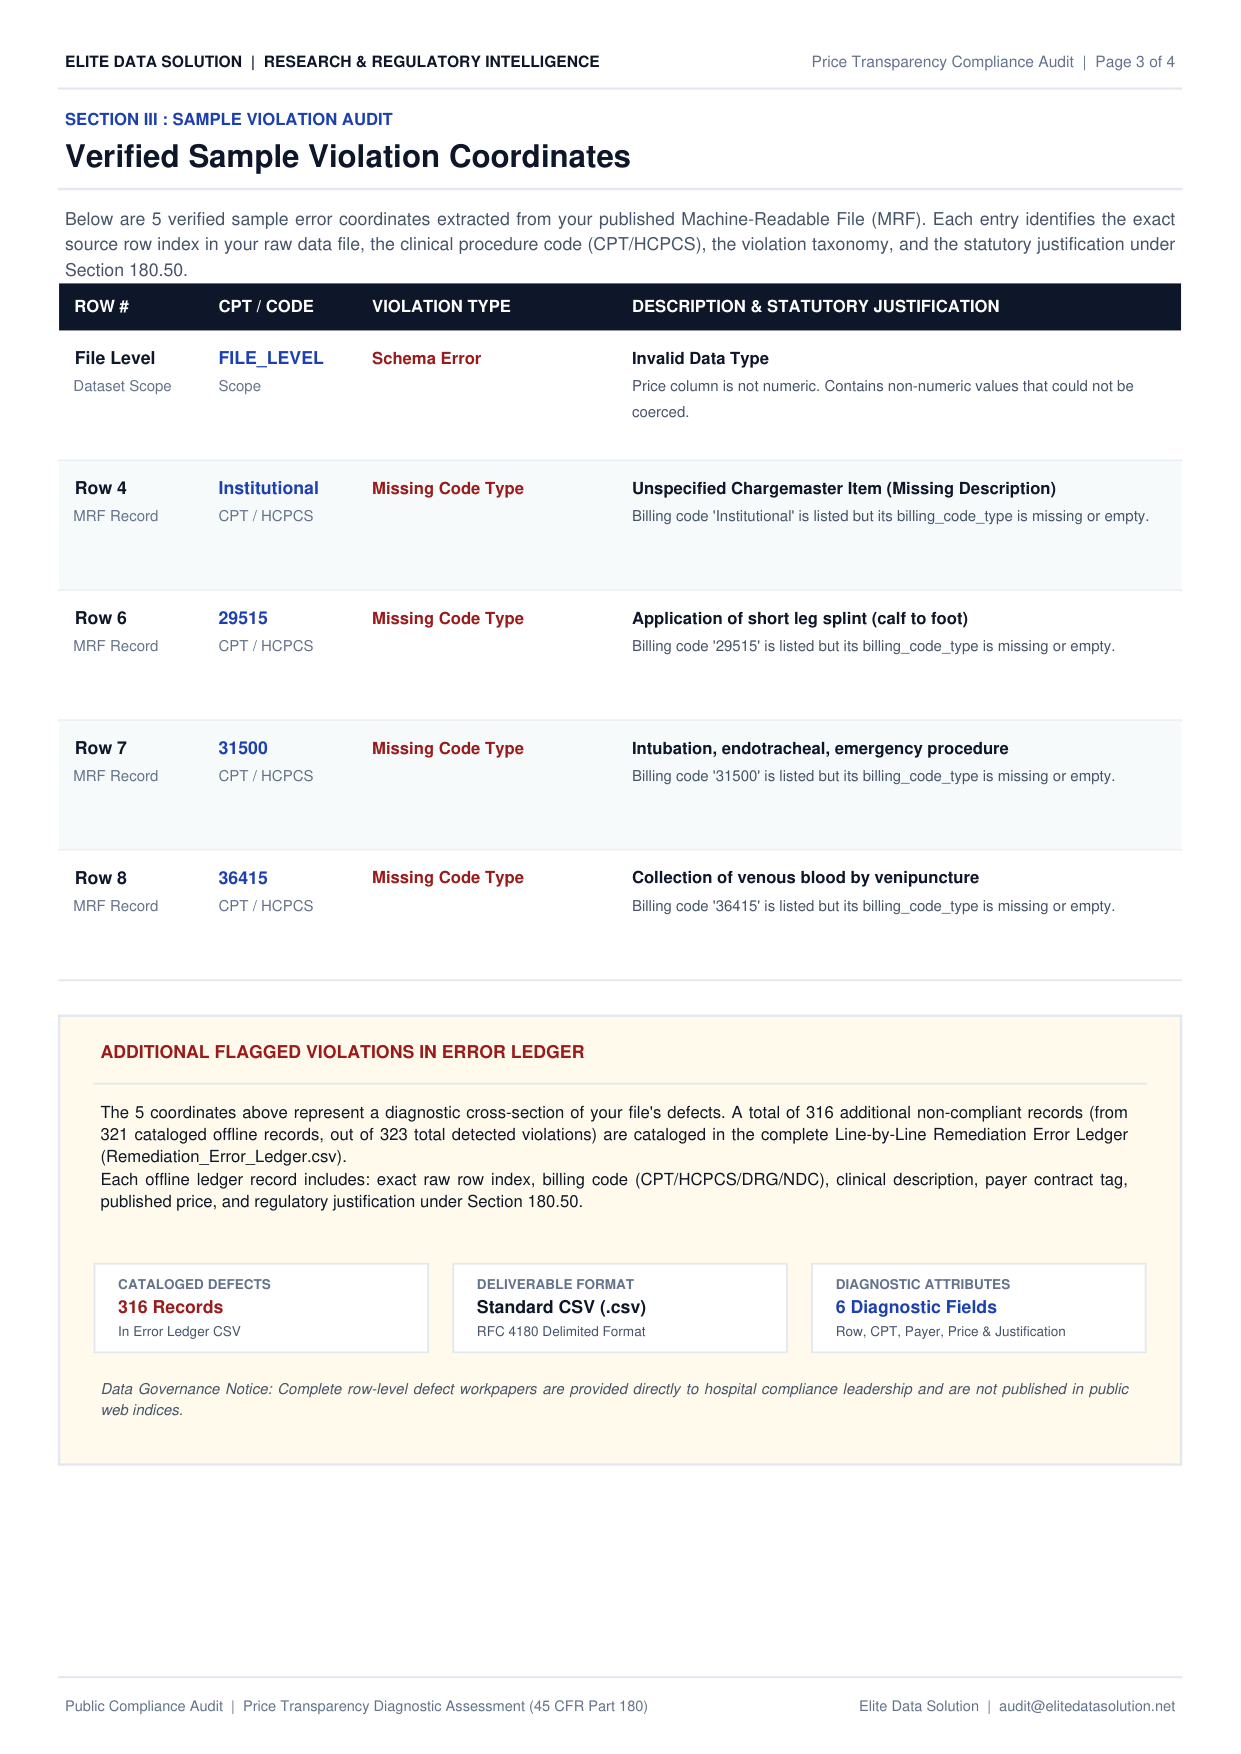 ELITE DATA SOLUTION | RESEARCH & REGULATORY INTELLIGENCE
Price Transparency Compliance Audit | Page 3 of 4
SECTION III : SAMPLE VIOLATION AUDIT
Verified Sample Violation Coordinates
Below are 5 verified sample error coordinates extracted from your published Machine-Readable File (MRF). Each entry identifies the exact
source row index in your raw data file, the clinical procedure code (CPT/HCPCS), the violation taxonomy, and the statutory justification under
Section 180.50.
ROW # CPT / CODE VIOLATION TYPE DESCRIPTION & STATUTORY JUSTIFICATION
File Level FILE_LEVEL Schema Error Invalid Data Type
Dataset Scope Scope Price column is not numeric. Contains non-numeric values that could not be
coerced.
Row 4 Institutional Missing Code Type Unspecified Chargemaster Item (Missing Description)
MRF Record CPT / HCPCS Billing code 'Institutional' is listed but its billing_code_type is missing or empty.
Row 6 29515 Missing Code Type Application of short leg splint (calf to foot)
MRF Record CPT / HCPCS Billing code '29515' is listed but its billing_code_type is missing or empty.
Row 7 31500 Missing Code Type Intubation, endotracheal, emergency procedure
MRF Record CPT / HCPCS Billing code '31500' is listed but its billing_code_type is missing or empty.
Row 8 36415 Missing Code Type Collection of venous blood by venipuncture
MRF Record CPT / HCPCS Billing code '36415' is listed but its billing_code_type is missing or empty.
ADDITIONAL FLAGGED VIOLATIONS IN ERROR LEDGER
The 5 coordinates above represent a diagnostic cross-section of your file's defects. A total of 316 additional non-compliant records (from
321 cataloged offline records, out of 323 total detected violations) are cataloged in the complete Line-by-Line Remediation Error Ledger
(Remediation_Error_Ledger.csv).
Each offline ledger record includes: exact raw row index, billing code (CPT/HCPCS/DRG/NDC), clinical description, payer contract tag,
published price, and regulatory justification under Section 180.50.
CATALOGED DEFECTS
316 Records
In Error Ledger CSV
DELIVERABLE FORMAT
Standard CSV (.csv)
RFC 4180 Delimited Format
DIAGNOSTIC ATTRIBUTES
6 Diagnostic Fields
Row, CPT, Payer, Price & Justification
Data Governance Notice: Complete row-level defect workpapers are provided directly to hospital compliance leadership and are not published in public
web indices.
Public Compliance Audit | Price Transparency Diagnostic Assessment (45 CFR Part 180)
Elite Data Solution | audit@elitedatasolution.net